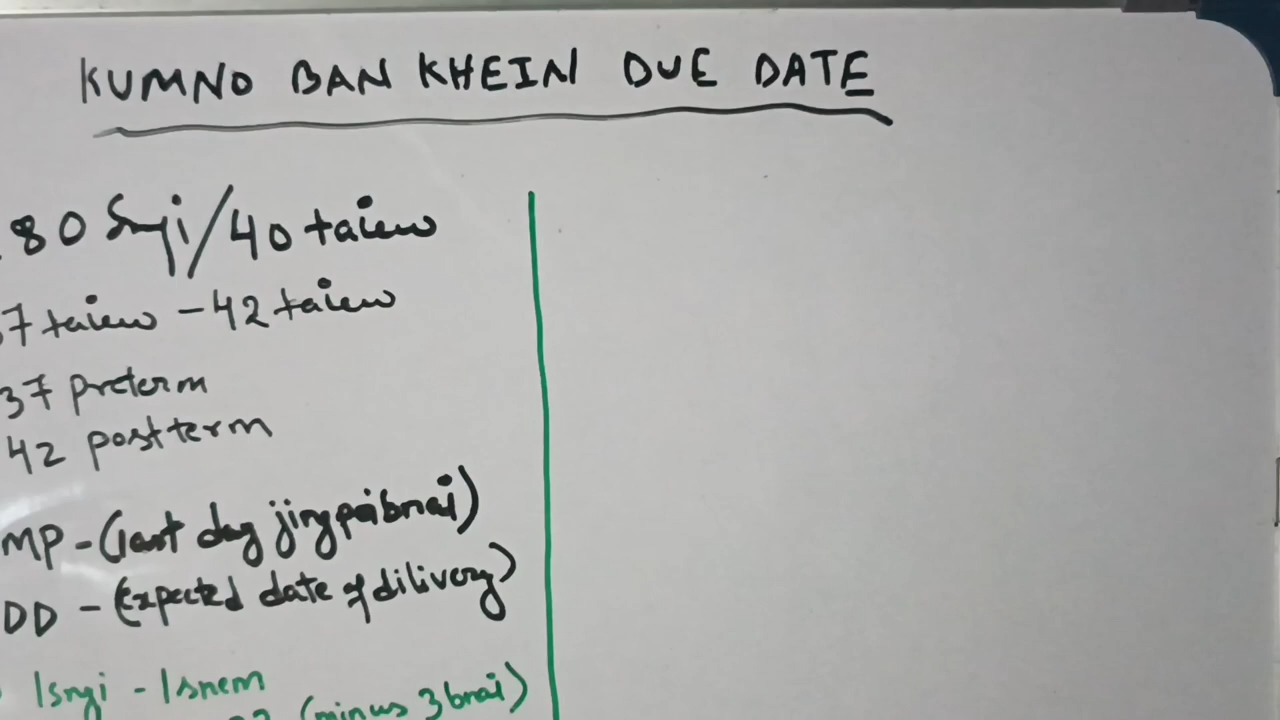 KUMNO BAN KHEIN DUE DATE
80 Sngi/40 taiew
7 taiew - 42 taiew
37 preterm
42 postterm
MP - (last day jingpaibnai)
DD - (Expected date of dilivery)
1sngi - 1snem
(minus 3bnai)